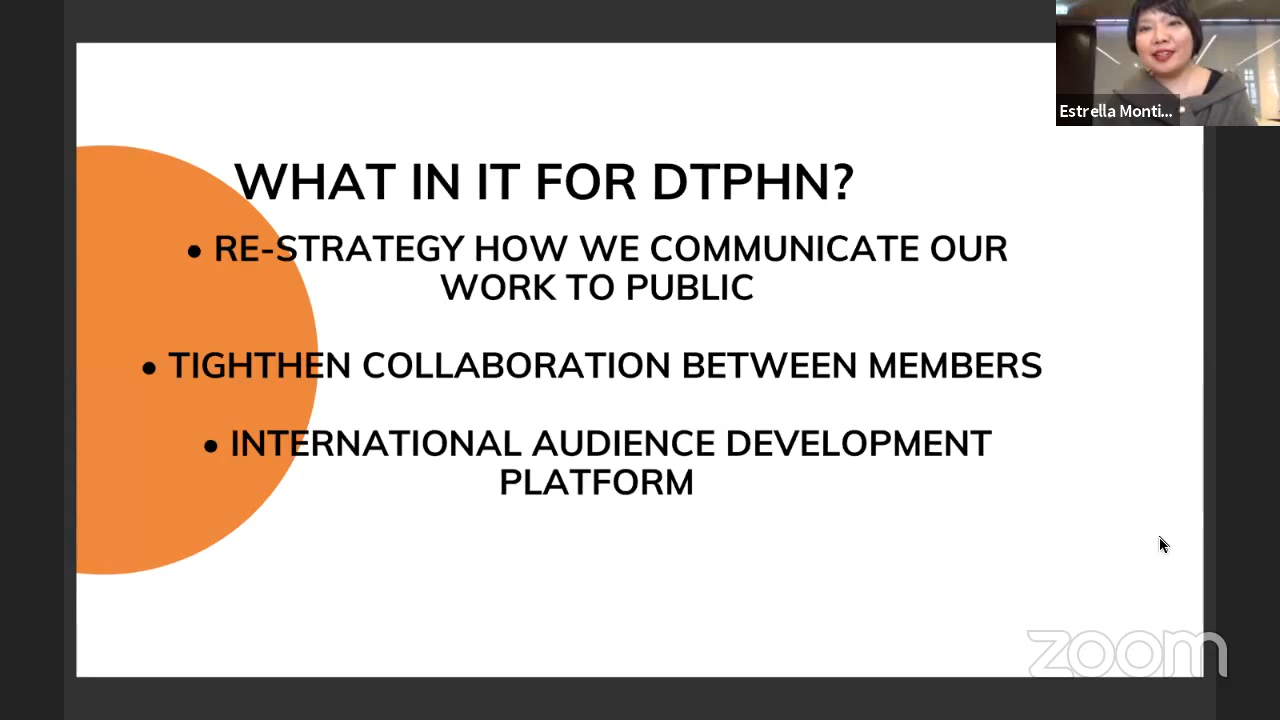 Estrella Monti...
WHAT IN IT FOR DTPHN?
• RE-STRATEGY HOW WE COMMUNICATE OUR
WORK TO PUBLIC
• TIGHTHEN COLLABORATION BETWEEN MEMBERS
• INTERNATIONAL AUDIENCE DEVELOPMENT
PLATFORM
zoom